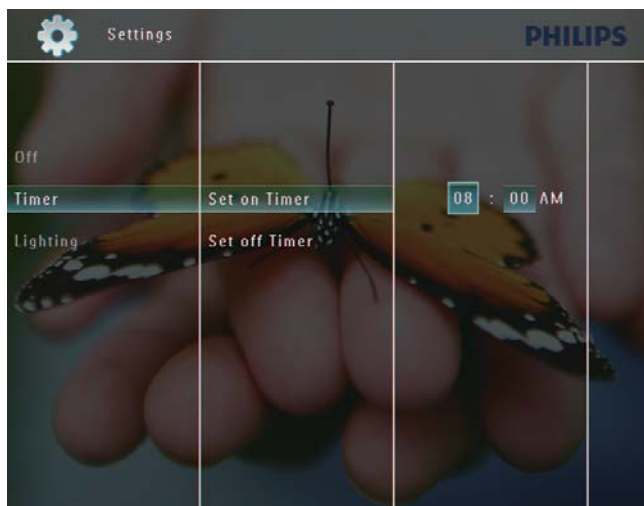 Settings
PHILIPS
Off
Timer
Set on Timer
08 : 00 AM
Lighting
Set off Timer